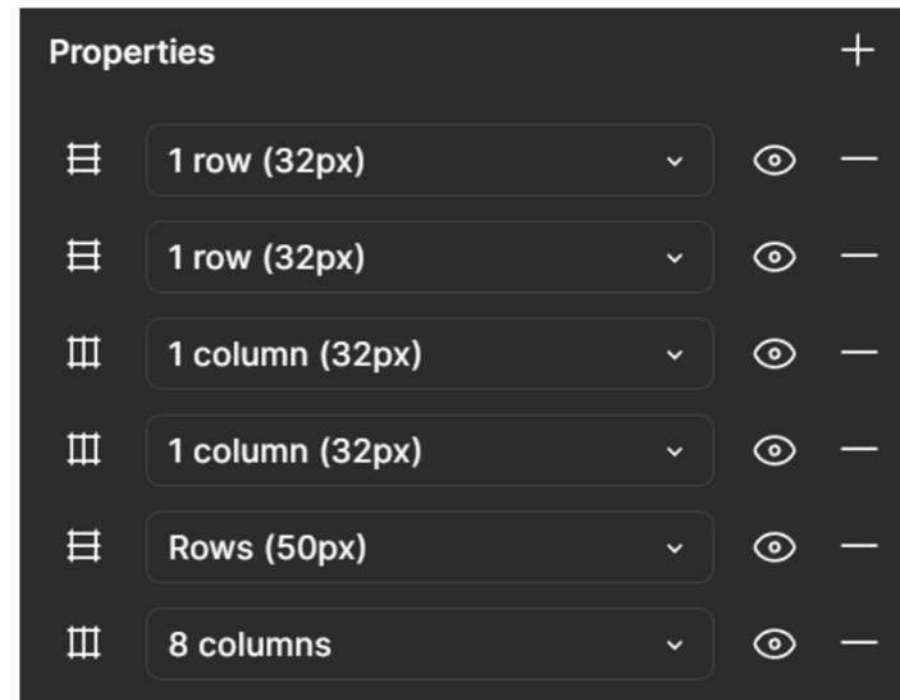 Properties
1 row (32px)
1 row (32px)
1 column (32px)
1 column (32px)
Rows (50px)
8 columns